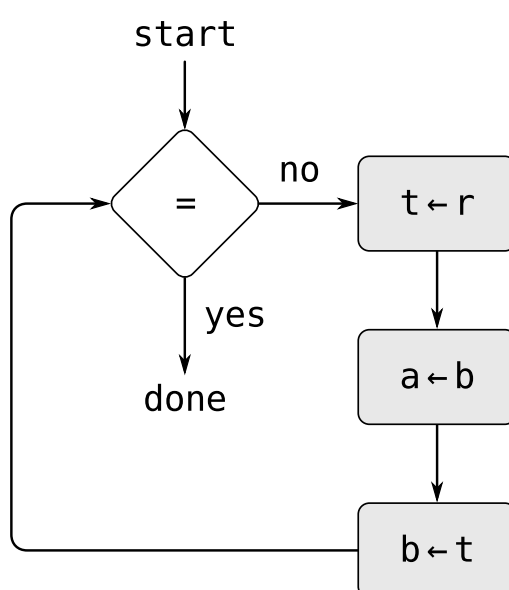 start
=
no
t←r
yes
a←b
done
b←t